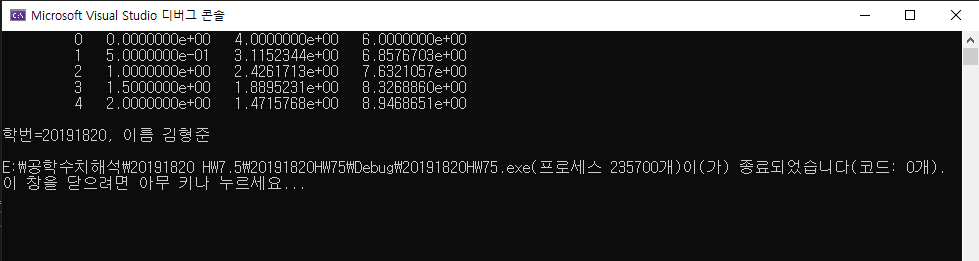 Microsoft Visual Studio 디버그 콘솔
0 0.0000000e+00 4.0000000e+00 6.0000000e+00
1 5.0000000e-01 3.1152344e+00 6.8576703e+00
2 1.0000000e+00 2.4261713e+00 7.6321057e+00
3 1.5000000e+00 1.8895231e+00 8.3268860e+00
4 2.0000000e+00 1.4715768e+00 8.9468651e+00
학번=20191820, 이름 김형준
E:\공학수치해석\20191820 HW7.5\20191820HW75\Debug\20191820HW75.exe(프로세스 235700개)이(가) 종료되었습니다(코드: 0개).
이 창을 닫으려면 아무 키나 누르세요...